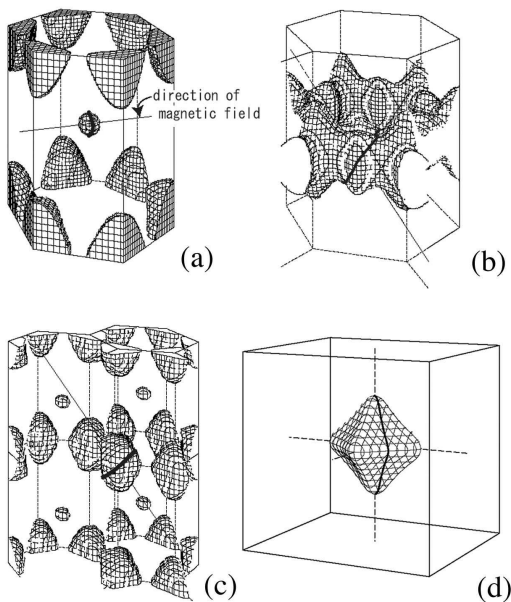 direction of
magnetic field
(a)
(b)
(c)
(d)